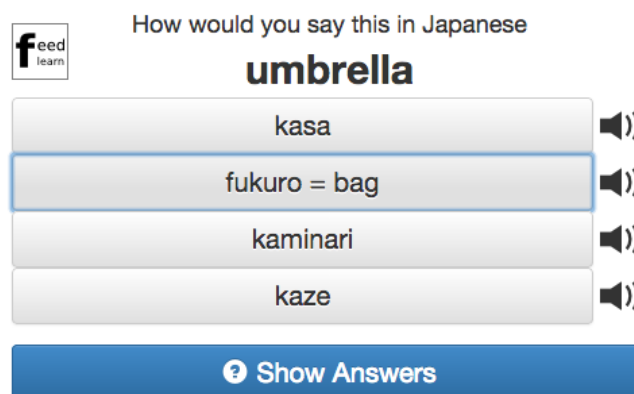 feed
learn
How would you say this in Japanese
umbrella
kasa
fukuro = bag
kaminari
kaze
? Show Answers